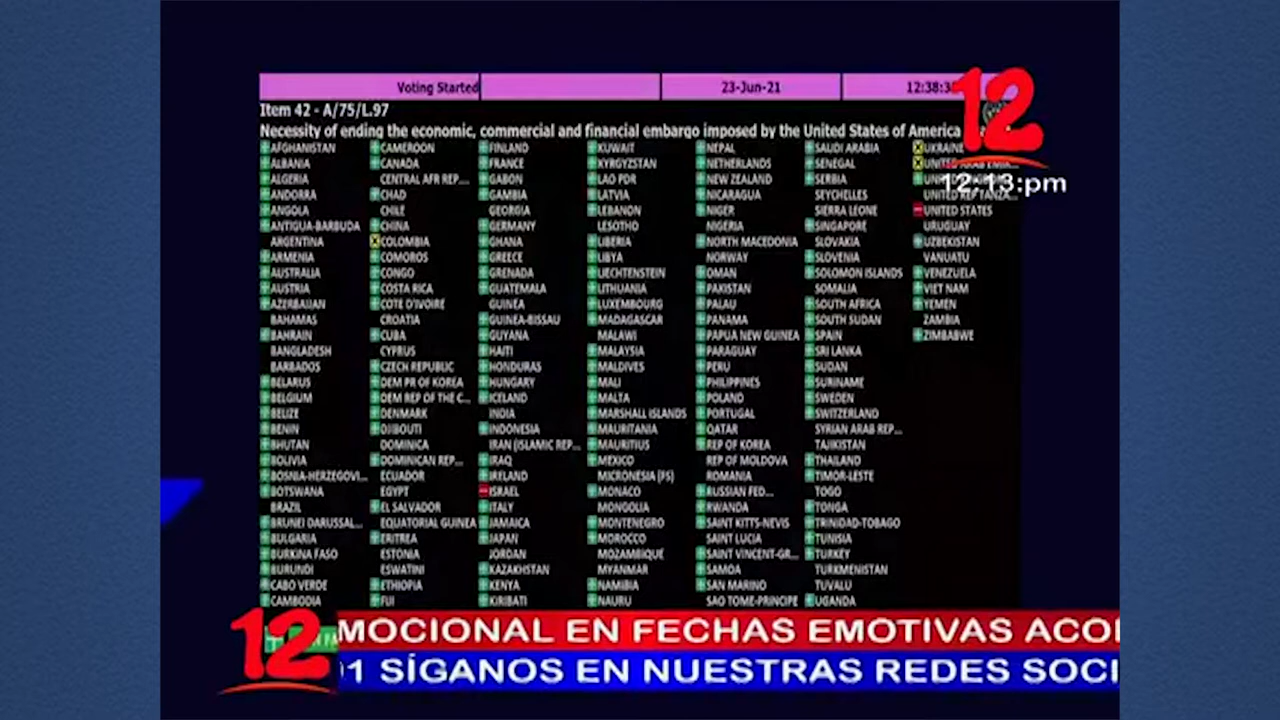 Voting Started 23-Jun-21 12:38:3
12
Item 42 - A/75/L.97
Necessity of ending the economic, commercial and financial embargo imposed by the United States of America
12:13:pm
AFGHANISTAN CAMEROON FINLAND KUWAIT NEPAL SAUDI ARABIA UKRAINE
ALBANIA CANADA FRANCE KYRGYZSTAN NETHERLANDS SENEGAL UNITED ARAB EMIR...
ALGERIA CENTRAL AFR REP... GABON LAO PDR NEW ZEALAND SERBIA
ANDORRA CHAD GAMBIA LATVIA NICARAGUA SEYCHELLES UNITED REP TANZA...
ANGOLA CHILE GEORGIA LEBANON NIGER SIERRA LEONE UNITED STATES
ANTIGUA-BARBUDA CHINA GERMANY LESOTHO NIGERIA SINGAPORE URUGUAY
ARGENTINA COLOMBIA GHANA LIBERIA NORTH MACEDONIA SLOVAKIA UZBEKISTAN
ARMENIA COMOROS GREECE LIBYA NORWAY SLOVENIA VANUATU
AUSTRALIA CONGO GRENADA LIECHTENSTEIN OMAN SOLOMON ISLANDS VENEZUELA
AUSTRIA COSTA RICA GUATEMALA LITHUANIA PAKISTAN SOMALIA VIET NAM
AZERBAIJAN COTE D'IVOIRE GUINEA LUXEMBOURG PALAU SOUTH AFRICA YEMEN
BAHAMAS CROATIA GUINEA-BISSAU MADAGASCAR PANAMA SOUTH SUDAN ZAMBIA
BAHRAIN CUBA GUYANA MALAWI PAPUA NEW GUINEA SPAIN ZIMBABWE
BANGLADESH CYPRUS HAITI MALAYSIA PARAGUAY SRI LANKA
BARBADOS CZECH REPUBLIC HONDURAS MALDIVES PERU SUDAN
BELARUS DEM PR OF KOREA HUNGARY MALI PHILIPPINES SURINAME
BELGIUM DEM REP OF THE C... ICELAND MALTA POLAND SWEDEN
BELIZE DENMARK INDIA MARSHALL ISLANDS PORTUGAL SWITZERLAND
BENIN DJIBOUTI INDONESIA MAURITANIA QATAR SYRIAN ARAB REP...
BHUTAN DOMINICA IRAN (ISLAMIC REP... MAURITIUS REP OF KOREA TAJIKISTAN
BOLIVIA DOMINICAN REP... IRAQ MEXICO REP OF MOLDOVA THAILAND
BOSNIA-HERZEGOVI... ECUADOR IRELAND MICRONESIA (FS) ROMANIA TIMOR-LESTE
BOTSWANA EGYPT ISRAEL MONACO RUSSIAN FED... TOGO
BRAZIL EL SALVADOR ITALY MONGOLIA RWANDA TONGA
BRUNEI DARUSSAL... EQUATORIAL GUINEA JAMAICA MONTENEGRO SAINT KITTS-NEVIS TRINIDAD-TOBAGO
BULGARIA ERITREA JAPAN MOROCCO SAINT LUCIA TUNISIA
BURKINA FASO ESTONIA JORDAN MOZAMBIQUE SAINT VINCENT-GR... TURKEY
BURUNDI ESWATINI KAZAKHSTAN MYANMAR SAMOA TURKMENISTAN
CABO VERDE ETHIOPIA KENYA NAMIBIA SAN MARINO TUVALU
CAMBODIA FIJI KIRIBATI NAURU SAO TOME-PRINCIPE UGANDA
12
MOCIONAL EN FECHAS EMOTIVAS ACO
01 SÍGANOS EN NUESTRAS REDES SOCI